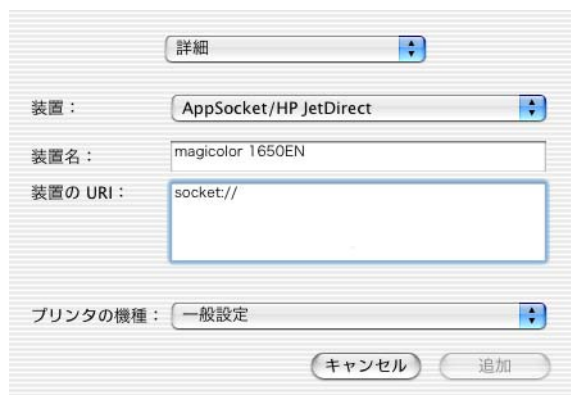 詳細
装置： AppSocket/HP JetDirect
装置名： magicolor 1650EN
装置の URI： socket://
プリンタの機種： 一般設定
キャンセル 追加